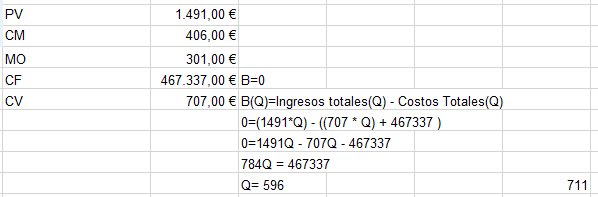 PV 1.491,00 €
CM 406,00 €
MO 301,00 €
CF 467.337,00 € B=0
CV 707,00 € B(Q)=Ingresos totales(Q) - Costos Totales(Q)
0=(1491*Q) - ((707 * Q) + 467337 )
0=1491Q - 707Q - 467337
784Q = 467337
Q= 596 711